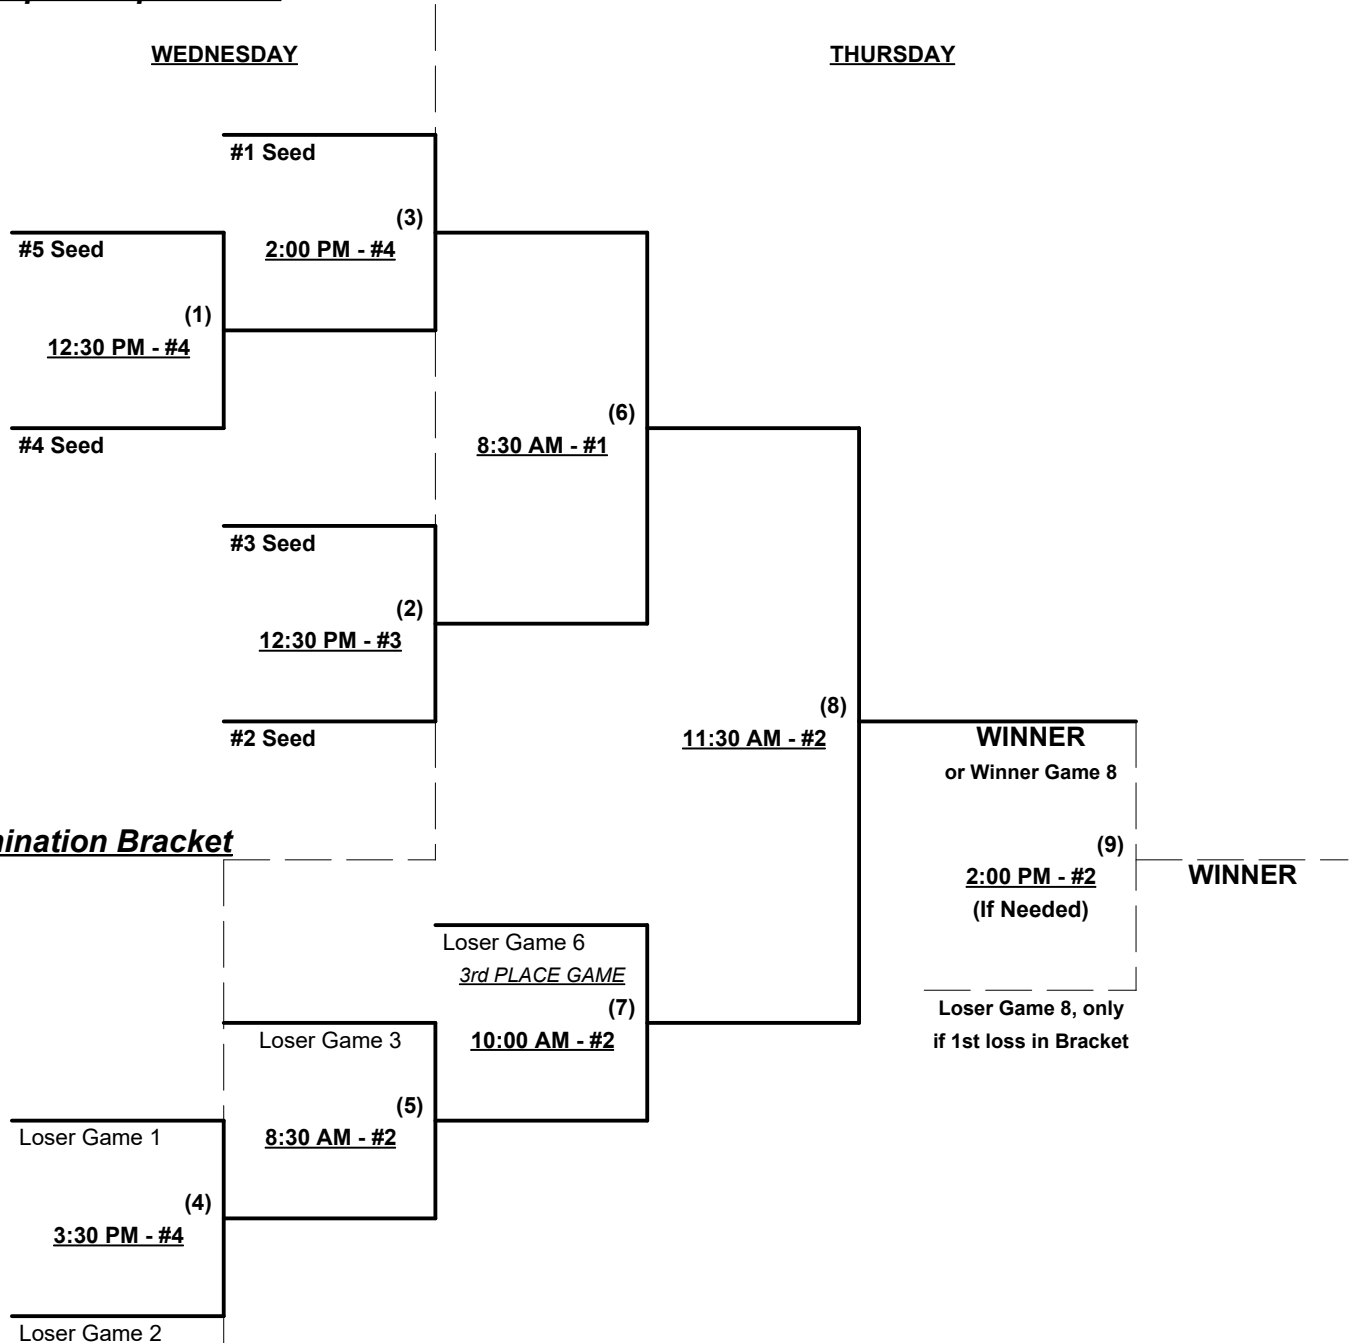 WEDNESDAY
THURSDAY
#1 Seed
(3)
2:00 PM - #4
#5 Seed
(1)
12:30 PM - #4
#4 Seed
(6)
8:30 AM - #1
#3 Seed
(2)
12:30 PM - #3
#2 Seed
(8)
11:30 AM - #2
WINNER
or Winner Game 8
(9)
2:00 PM - #2
(If Needed)
WINNER
Loser Game 8, only
if 1st loss in Bracket
ination Bracket
Loser Game 6
3rd PLACE GAME
(7)
10:00 AM - #2
Loser Game 3
(5)
8:30 AM - #2
Loser Game 1
(4)
3:30 PM - #4
Loser Game 2